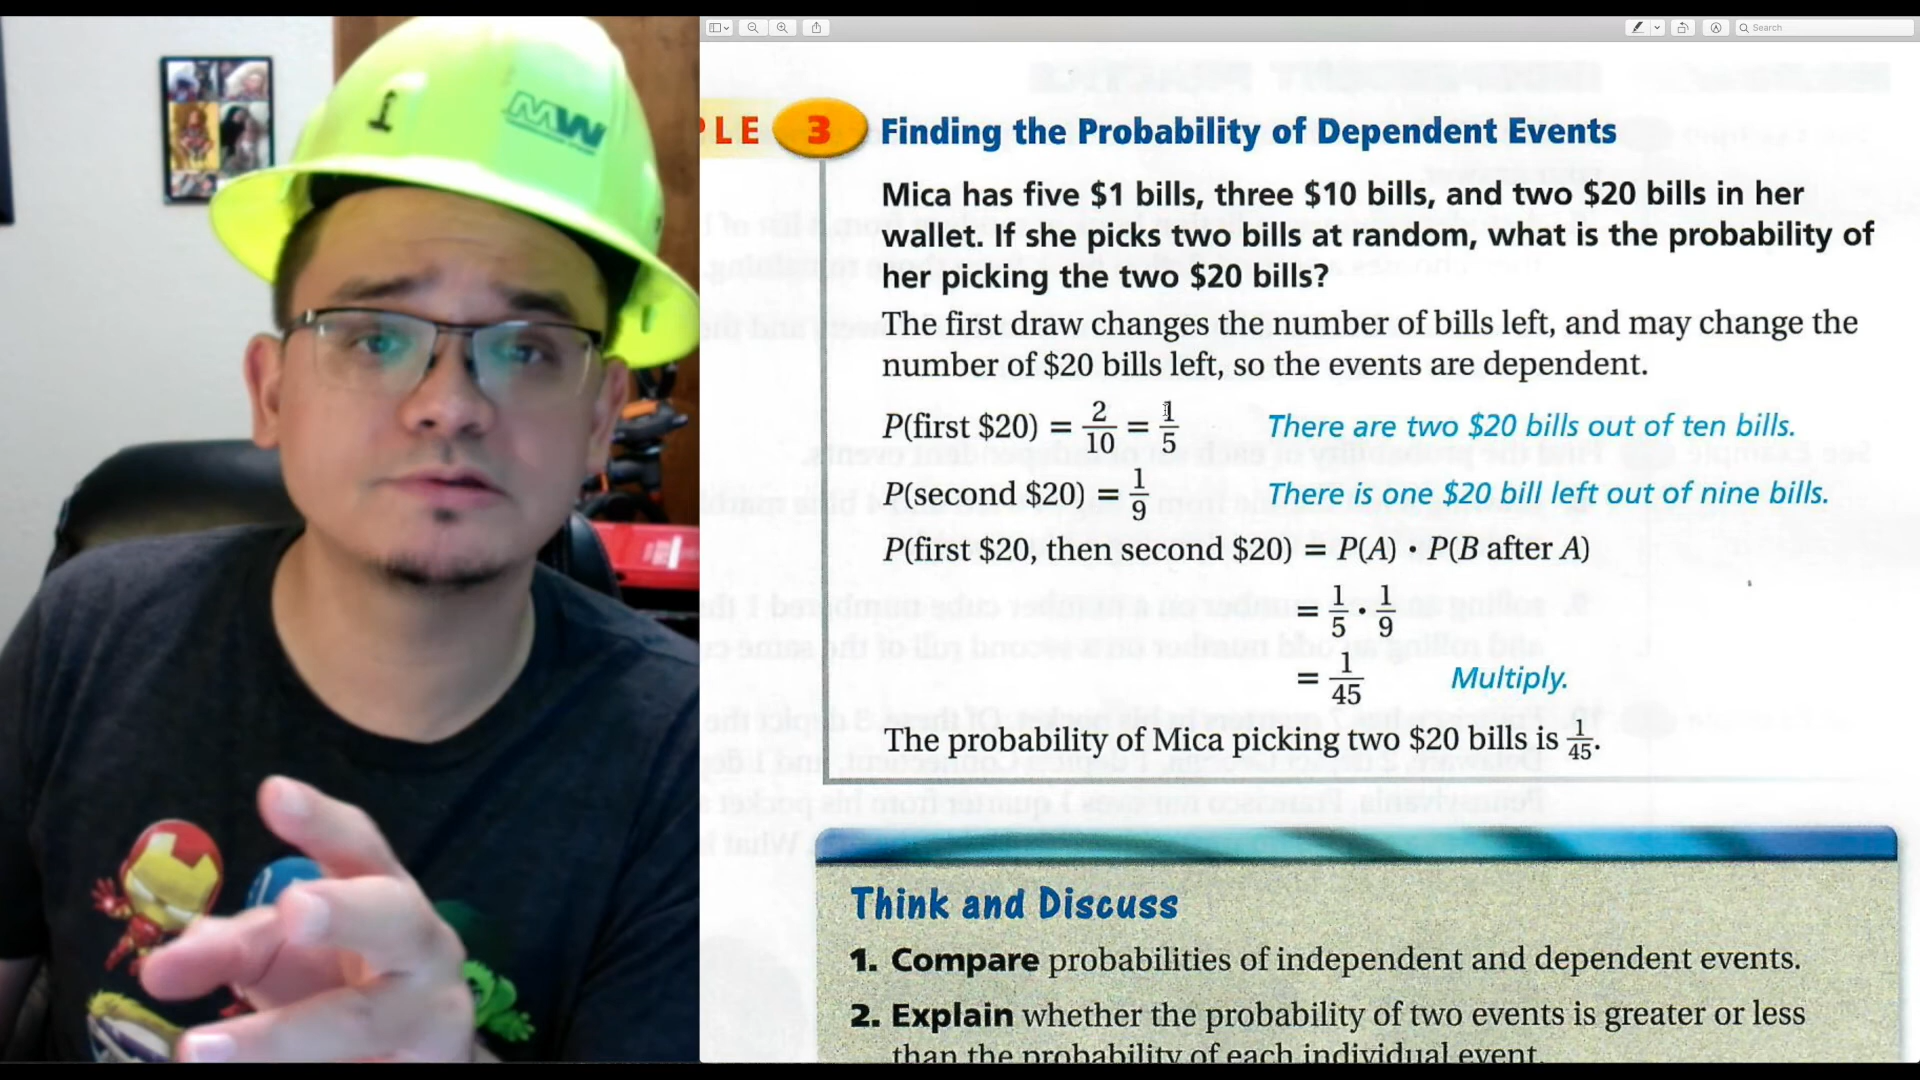 1
MW
Search
PLE 3 Finding the Probability of Dependent Events
Mica has five $1 bills, three $10 bills, and two $20 bills in her
wallet. If she picks two bills at random, what is the probability of
her picking the two $20 bills?
The first draw changes the number of bills left, and may change the
number of $20 bills left, so the events are dependent.
P(first $20) = 2/10 = 1/5 There are two $20 bills out of ten bills.
P(second $20) = 1/9 There is one $20 bill left out of nine bills.
P(first $20, then second $20) = P(A) · P(B after A)
= 1/5 · 1/9
= 1/45 Multiply.
The probability of Mica picking two $20 bills is 1/45.
Think and Discuss
1. Compare probabilities of independent and dependent events.
2. Explain whether the probability of two events is greater or less
than the probability of each individual event.